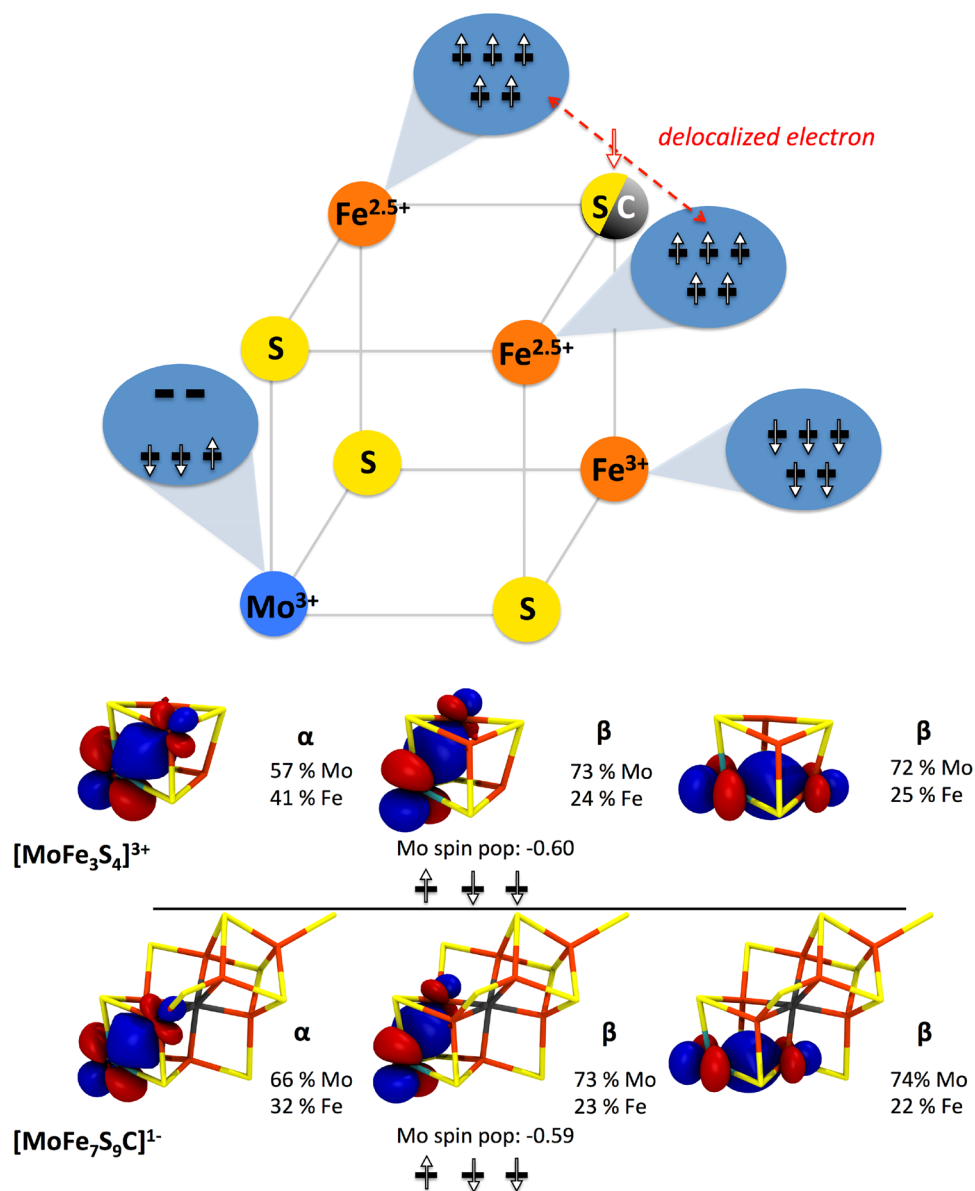 delocalized electron
Fe2.5+
S C
S
Fe2.5+
S
Fe3+
Mo3+
S
α
57 % Mo
41 % Fe
β
73 % Mo
24 % Fe
β
72 % Mo
25 % Fe
[MoFe3S4]3+
Mo spin pop: -0.60
α
66 % Mo
32 % Fe
β
73 % Mo
23 % Fe
β
74% Mo
22 % Fe
[MoFe7S9C]1-
Mo spin pop: -0.59